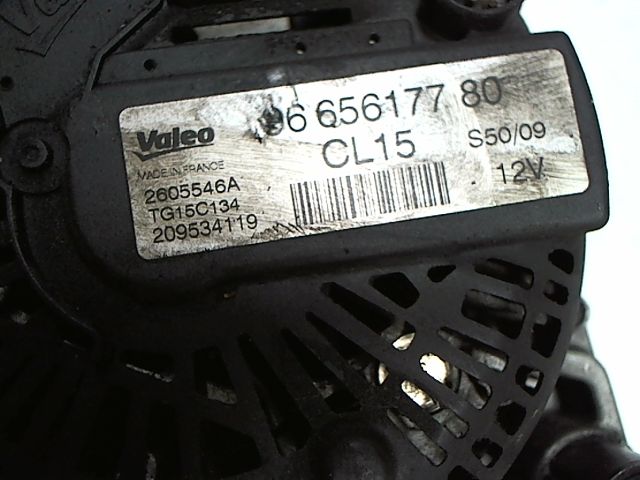 Valeo
MADE IN FRANCE
2605546A
TG15C134
209534119
96 656177 80
CL15
S50/09
12V